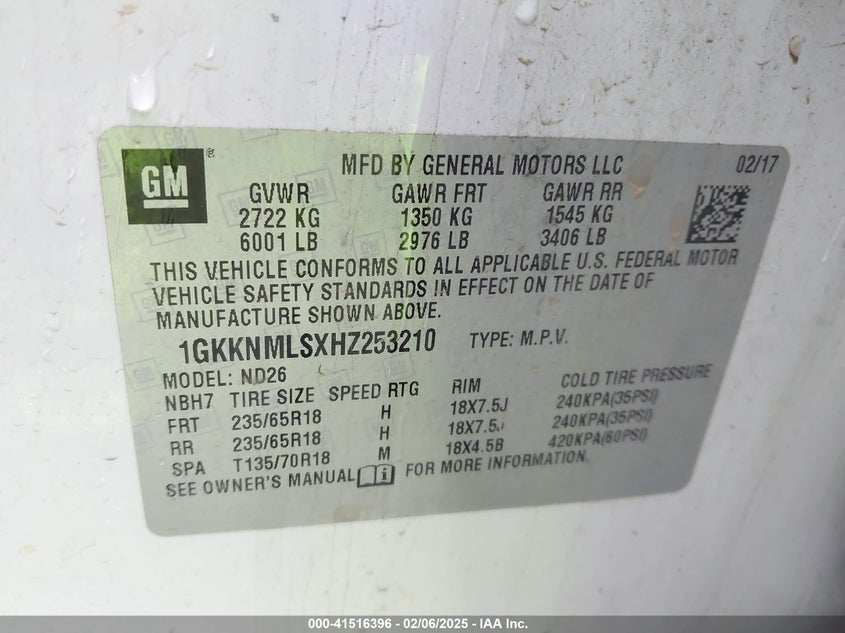 GM ® MFD BY GENERAL MOTORS LLC 02/17
GVWR GAWR FRT GAWR RR
2722 KG 1350 KG 1545 KG
6001 LB 2976 LB 3406 LB
THIS VEHICLE CONFORMS TO ALL APPLICABLE U.S. FEDERAL MOTOR
VEHICLE SAFETY STANDARDS IN EFFECT ON THE DATE OF
MANUFACTURE SHOWN ABOVE.
1GKKNMLSXHZ253210 TYPE: M.P.V.
MODEL: ND26
NBH7 TIRE SIZE SPEED RTG RIM COLD TIRE PRESSURE
FRT 235/65R18 H 18X7.5J 240KPA(35PSI)
RR 235/65R18 H 18X7.5J 240KPA(35PSI)
SPA T135/70R18 M 18X4.5B 420KPA(60PSI)
SEE OWNER'S MANUAL FOR MORE INFORMATION.
000-41516396 - 02/06/2025 - IAA Inc.